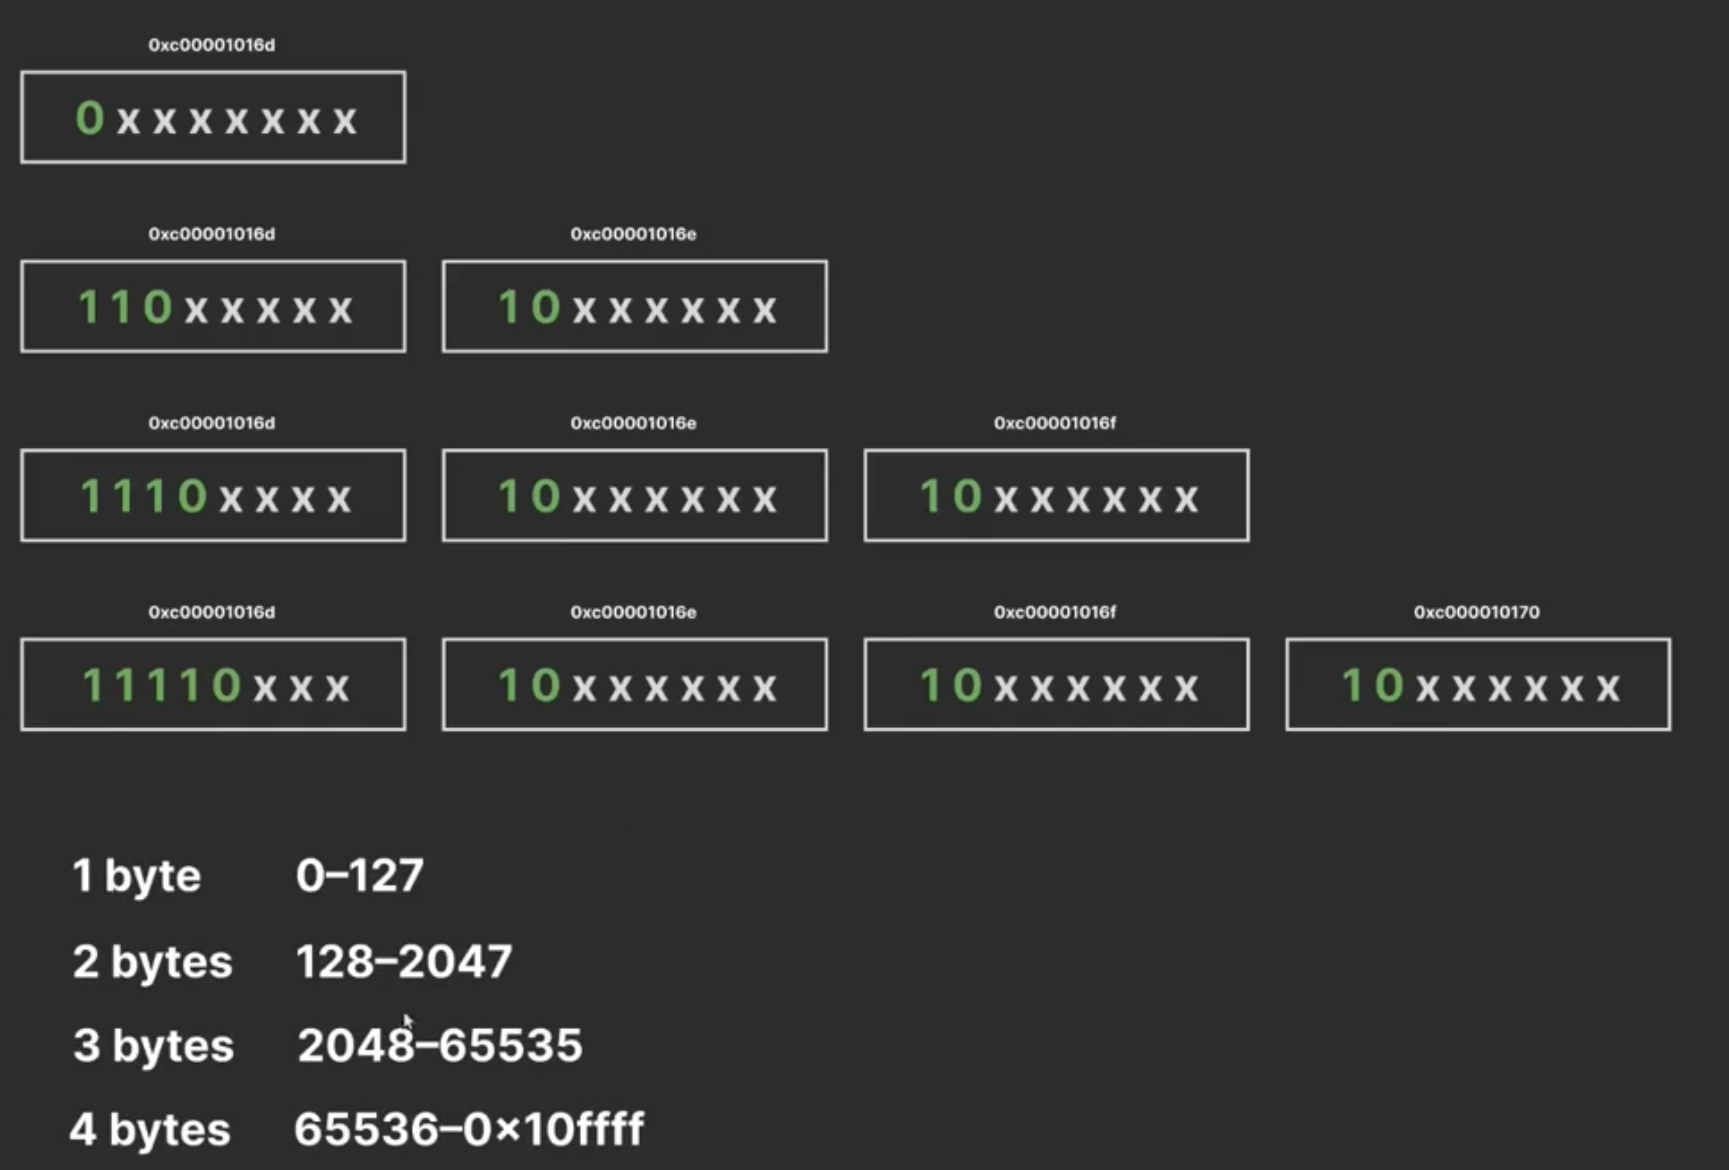 0xc00001016d
0xxxxxxx
0xc00001016d 0xc00001016e
110xxxxx 10xxxxxx
0xc00001016d 0xc00001016e 0xc00001016f
1110xxxx 10xxxxxx 10xxxxxx
0xc00001016d 0xc00001016e 0xc00001016f 0xc000010170
11110xxx 10xxxxxx 10xxxxxx 10xxxxxx
1 byte 0–127
2 bytes 128–2047
3 bytes 2048–65535
4 bytes 65536–0×10ffff